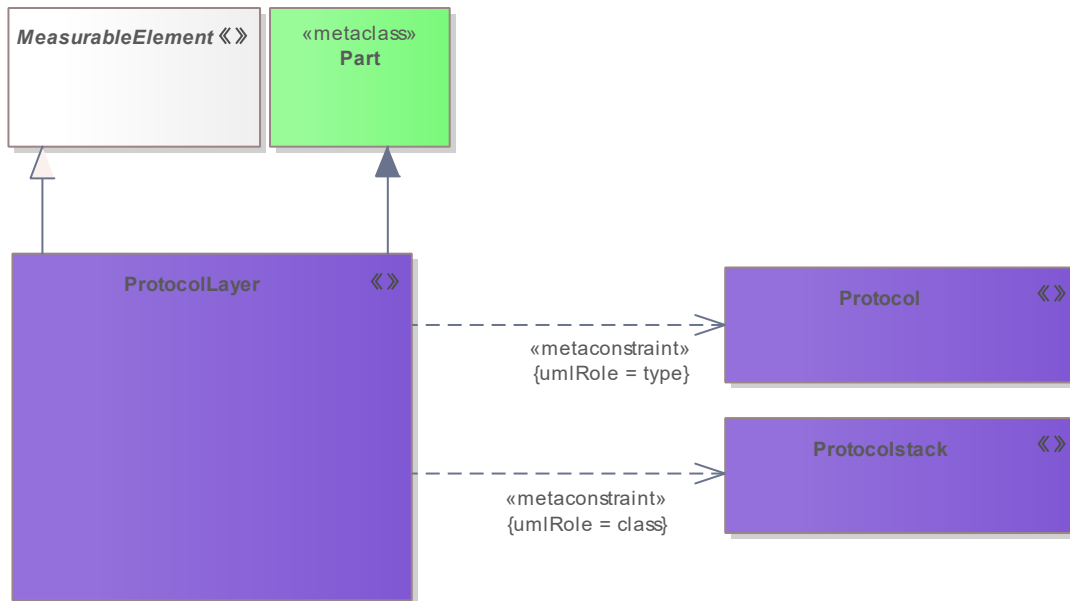 MeasurableElement «»
«metaclass»
Part
ProtocolLayer «»
Protocol «»
«metaconstraint»
{umlRole = type}
Protocolstack «»
«metaconstraint»
{umlRole = class}